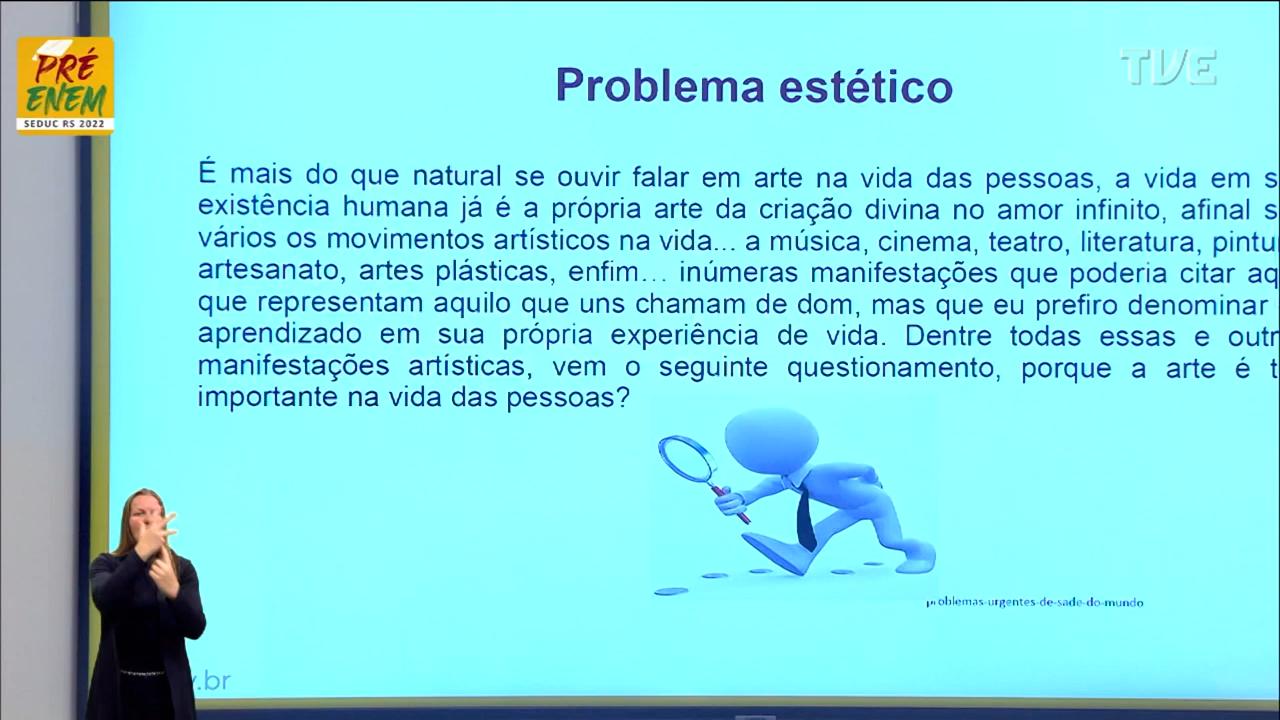 PRÉ
ENEM
SEDUC RS 2022
TVE
Problema estético
É mais do que natural se ouvir falar em arte na vida das pessoas, a vida em s
existência humana já é a própria arte da criação divina no amor infinito, afinal s
vários os movimentos artísticos na vida... a música, cinema, teatro, literatura, pintu
artesanato, artes plásticas, enfim... inúmeras manifestações que poderia citar aq
que representam aquilo que uns chamam de dom, mas que eu prefiro denominar
aprendizado em sua própria experiência de vida. Dentre todas essas e outr
manifestações artísticas, vem o seguinte questionamento, porque a arte é t
importante na vida das pessoas?
problemas-urgentes-de-sade-do-mundo
.br